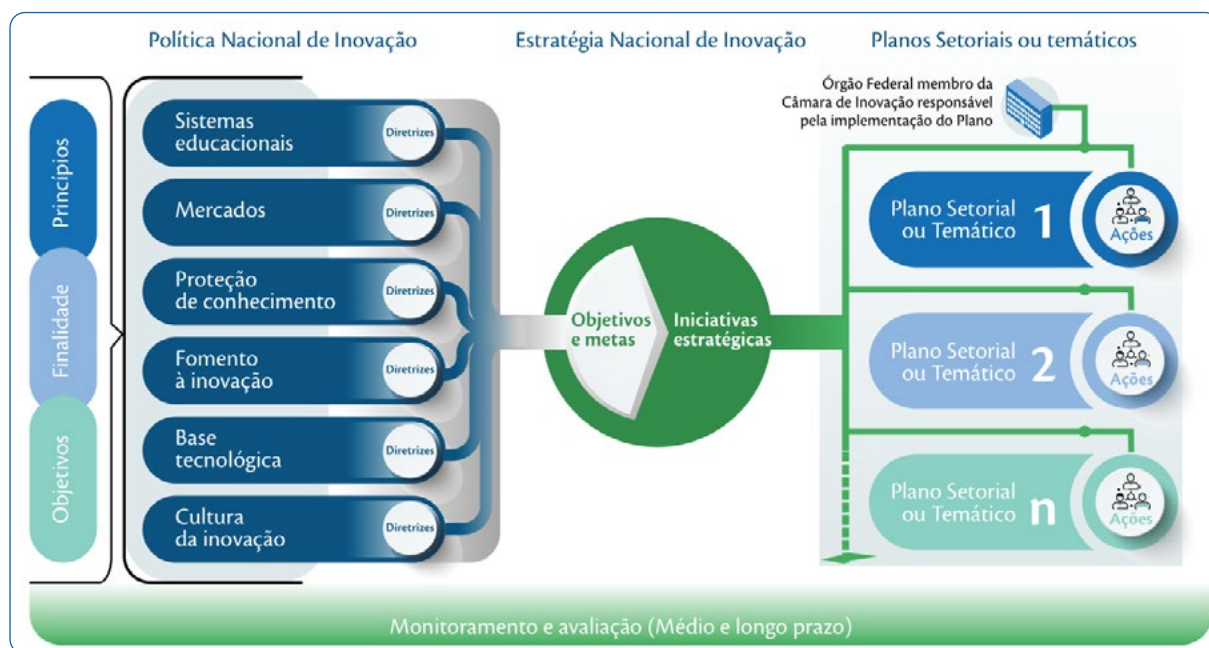 Política Nacional de Inovação
Estratégia Nacional de Inovação
Planos Setoriais ou temáticos
Princípios
Finalidade
Objetivos
Sistemas
educacionais
Diretrizes
Mercados
Diretrizes
Proteção
de conhecimento
Diretrizes
Fomento
à inovação
Diretrizes
Base
tecnológica
Diretrizes
Cultura
da inovação
Diretrizes
Objetivos
e metas
Iniciativas
estratégicas
Órgão Federal membro da
Câmara de Inovação responsável
pela implementação do Plano
Plano Setorial
ou Temático
1
Ações
Plano Setorial
ou Temático
2
Ações
Plano Setorial
ou Temático
n
Ações
Monitoramento e avaliação (Médio e longo prazo)